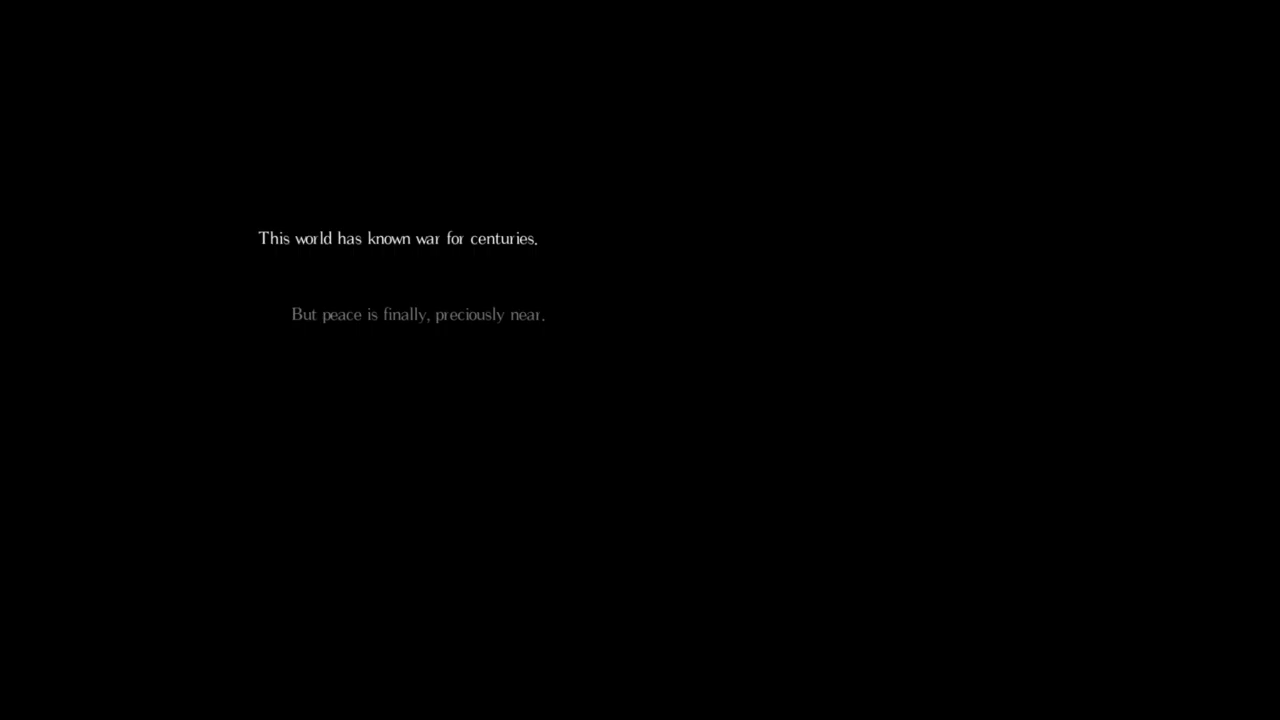 This world has known war for centuries.
But peace is finally, preciously near.